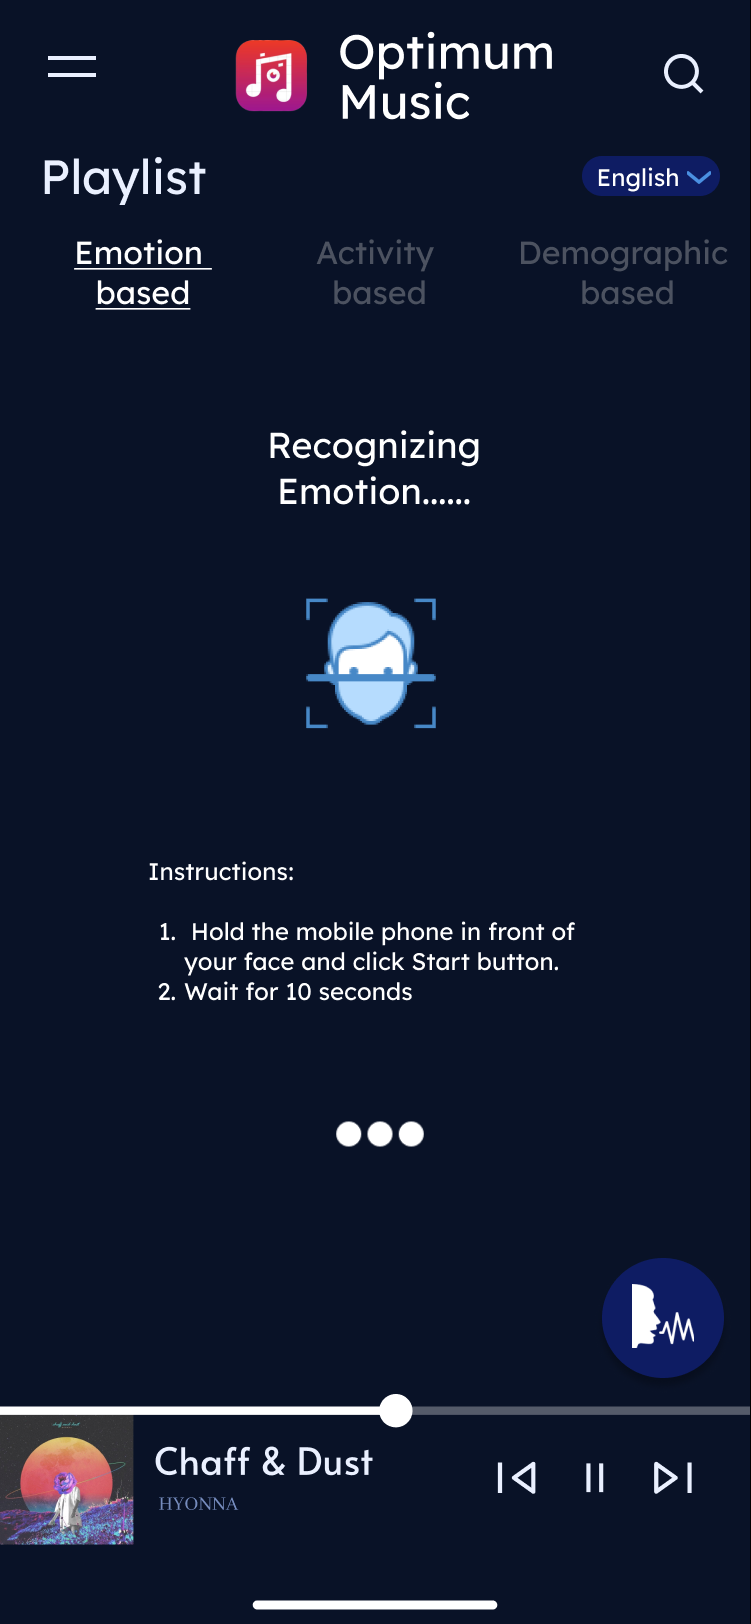 Optimum
Music
Playlist
English
Emotion
based
Activity
based
Demographic
based
Recognizing
Emotion......
Instructions:
1. Hold the mobile phone in front of
your face and click Start button.
2. Wait for 10 seconds
Chaff & Dust
HYONNA